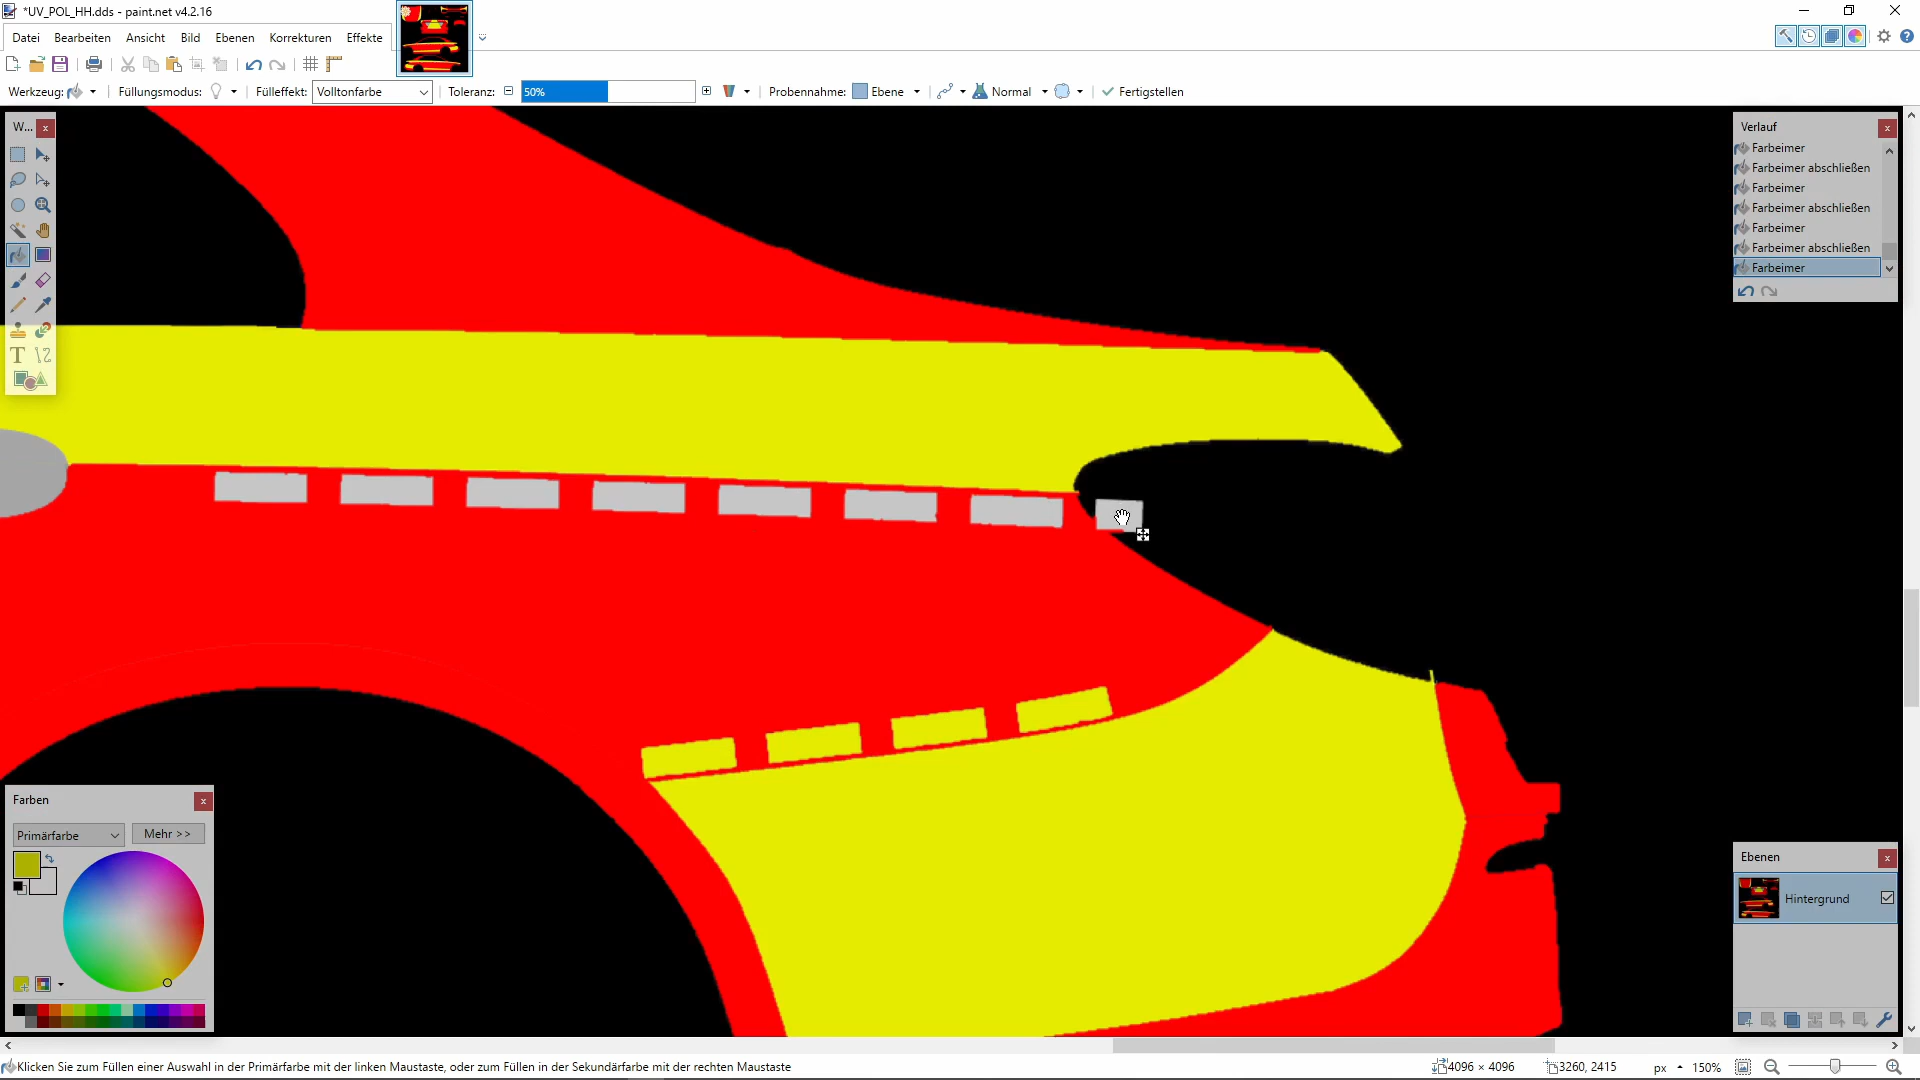 *UV_POL_HH.dds - paint.net v4.2.16
Datei Bearbeiten Ansicht Bild Ebenen Korrekturen Effekte
Werkzeug: Füllungsmodus: Fülleffekt: Volltonfarbe Toleranz: 50% Probennahme: Ebene Normal Fertigstellen
W...
Verlauf
Farbeimer
Farbeimer abschließen
Farbeimer
Farbeimer abschließen
Farbeimer
Farbeimer abschließen
Farbeimer
Farben
Primärfarbe Mehr >>
Ebenen
Hintergrund
Klicken Sie zum Füllen einer Auswahl in der Primärfarbe mit der linken Maustaste, oder zum Füllen in der Sekundärfarbe mit der rechten Maustaste 4096 × 4096 3260, 2415 px 150%